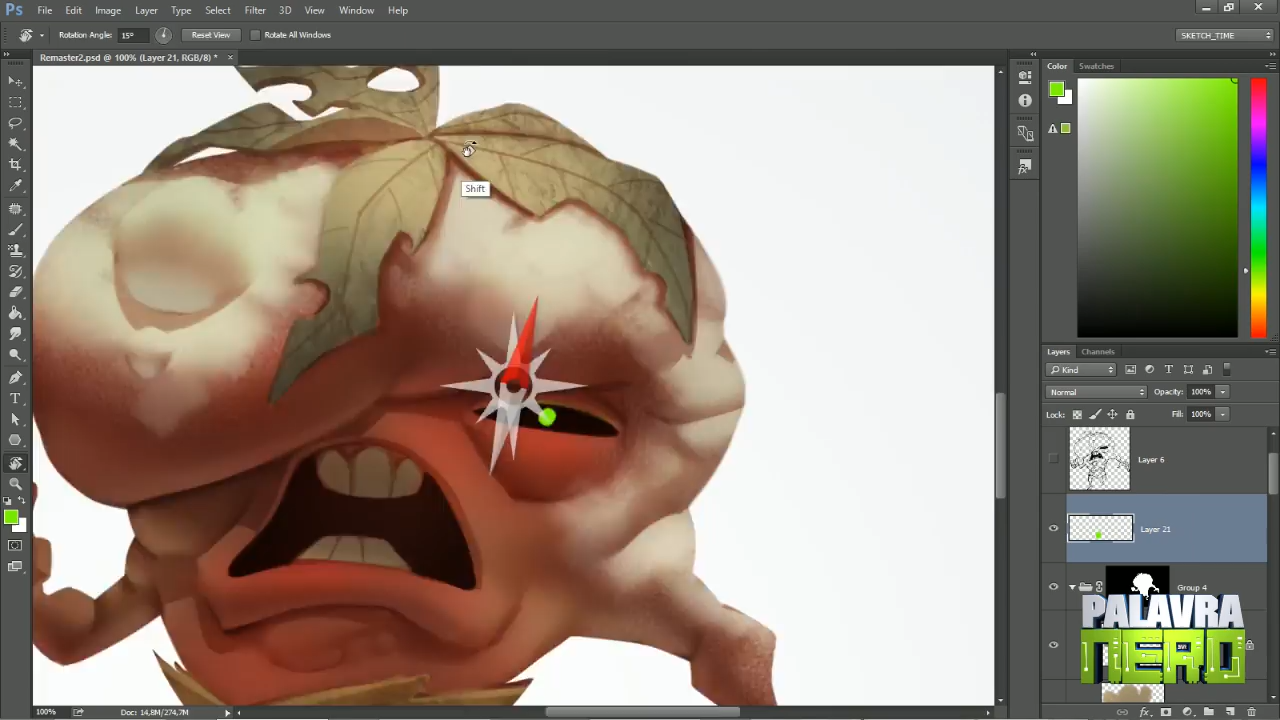 Ps File Edit Image Layer Type Select Filter 3D View Window Help
Rotation Angle: 15° Reset View Rotate All Windows SKETCH_TIME
Remaster2.psd @ 100% (Layer 21, RGB/8) *
Color Swatches
Shift
Layers Channels
Kind
Normal Opacity: 100%
Lock: Fill: 100%
Layer 6
Layer 21
Group 4
PALAVRA
NERD
100% Doc: 14,8M/274,7M